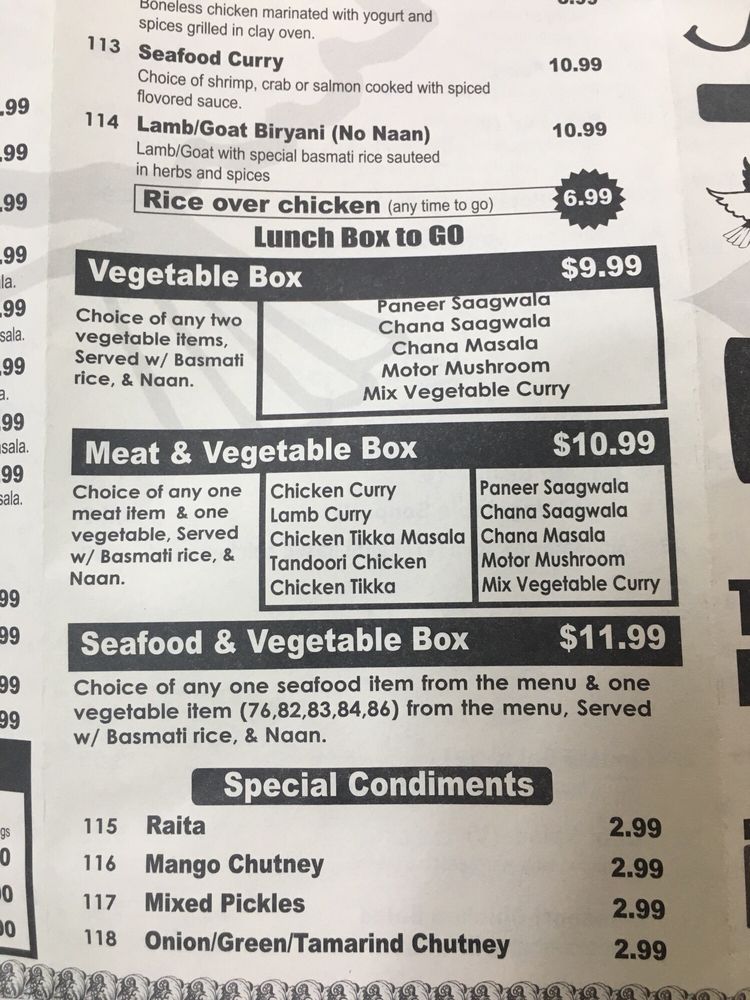 Boneless chicken marinated with yogurt and
spices grilled in clay oven.
113 Seafood Curry 10.99
Choice of shrimp, crab or salmon cooked with spiced
flovored sauce.
114 Lamb/Goat Biryani (No Naan) 10.99
Lamb/Goat with special basmati rice sauteed
in herbs and spices
Rice over chicken (any time to go) 6.99
Lunch Box to GO
Vegetable Box $9.99
Choice of any two
vegetable items,
Served w/ Basmati
rice, & Naan.
Paneer Saagwala
Chana Saagwala
Chana Masala
Motor Mushroom
Mix Vegetable Curry
Meat & Vegetable Box $10.99
Choice of any one
meat item & one
vegetable, Served
w/ Basmati rice, &
Naan.
Chicken Curry
Lamb Curry
Chicken Tikka Masala
Tandoori Chicken
Chicken Tikka
Paneer Saagwala
Chana Saagwala
Chana Masala
Motor Mushroom
Mix Vegetable Curry
Seafood & Vegetable Box $11.99
Choice of any one seafood item from the menu & one
vegetable item (76,82,83,84,86) from the menu, Served
w/ Basmati rice, & Naan.
Special Condiments
115 Raita 2.99
116 Mango Chutney 2.99
117 Mixed Pickles 2.99
118 Onion/Green/Tamarind Chutney 2.99